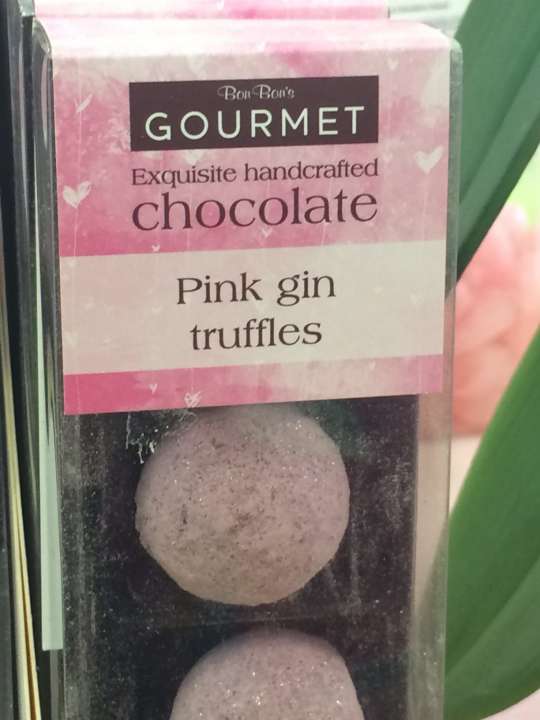 Bon Bon's
GOURMET
Exquisite handcrafted
chocolate
Pink gin
truffles